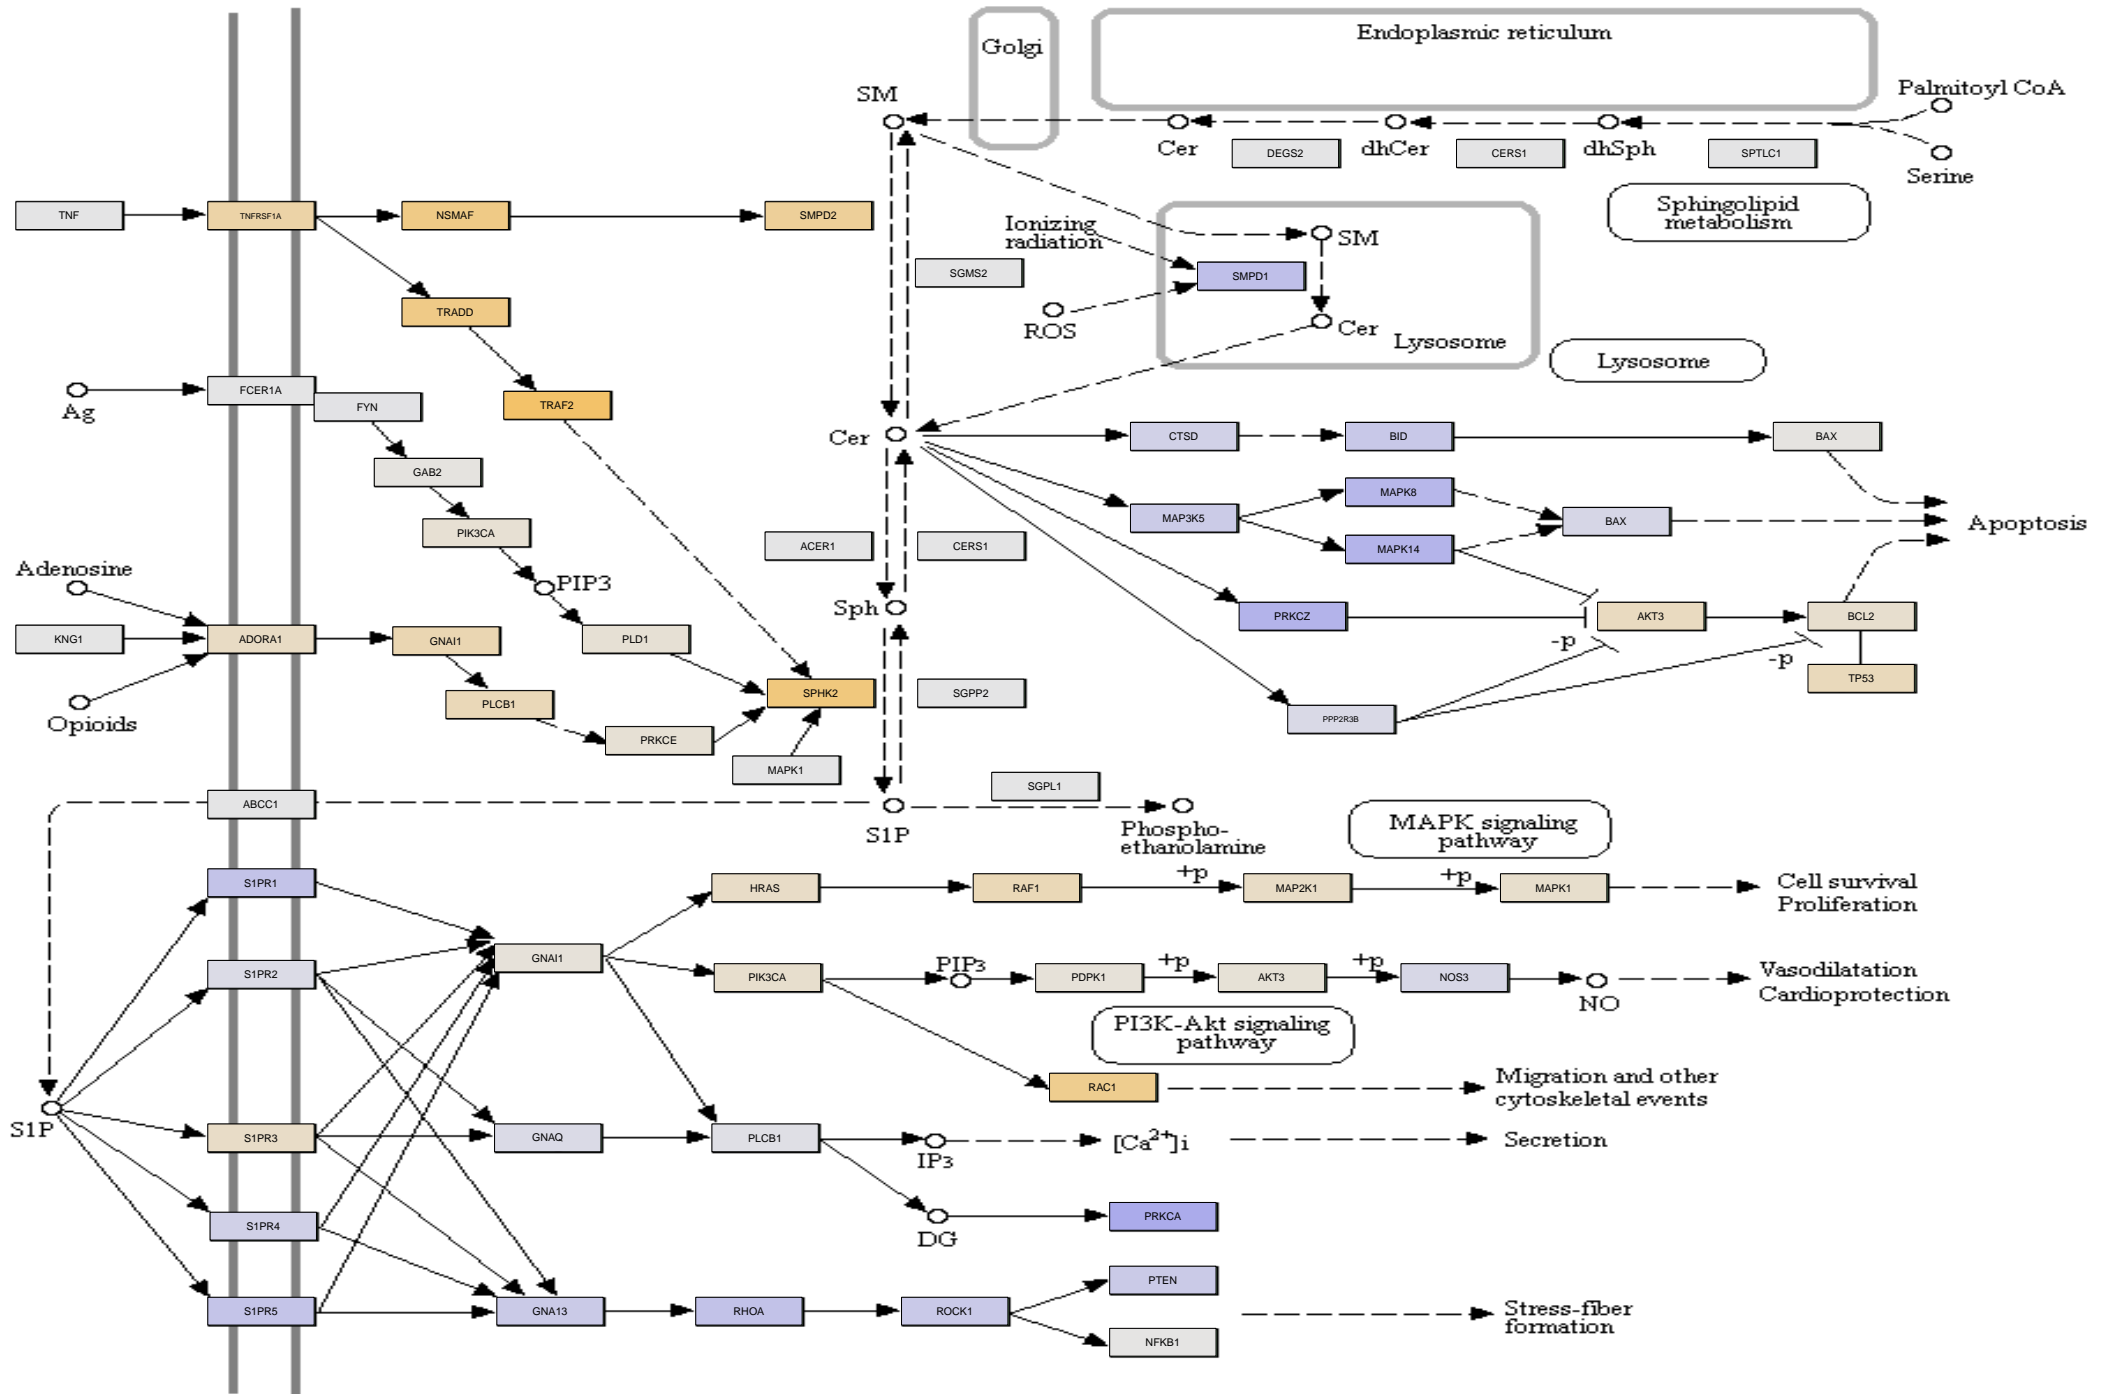 Golgi
Endoplasmic reticulum
SM
Palmitoyl CoA
Cer
DEGS2
dhCer
CERS1
dhSph
SPTLC1
Serine
TNF
TNFRSF1A
NSMAF
SMPD2
Sphingolipid
metabolism
Ionizing
radiation
SM
SGMS2
SMPD1
TRADD
ROS
Cer
Lysosome
Lysosome
FCER1A
Ag
FYN
TRAF2
Cer
CTSD
BID
BAX
GAB2
MAPK8
MAP3K5
BAX
Apoptosis
PIK3CA
ACER1
CERS1
MAPK14
Adenosine
PIP3
Sph
PRKCZ
AKT3
BCL2
KNG1
ADORA1
GNAI1
PLD1
-p
-p
TP53
Opioids
PLCB1
SPHK2
SGPP2
PPP2R3B
PRKCE
MAPK1
SGPL1
ABCC1
S1P
Phospho-
ethanolamine
MAPK signaling
pathway
S1PR1
HRAS
RAF1
+p
MAP2K1
+p
MAPK1
Cell survival
Proliferation
S1PR2
GNAI1
PIK3CA
PIP3
PDPK1
+p
AKT3
+p
NOS3
NO
Vasodilatation
Cardioprotection
PI3K-Akt signaling
pathway
RAC1
Migration and other
cytoskeletal events
S1P
S1PR3
GNAQ
PLCB1
IP3
[Ca2+]i
Secretion
S1PR4
DG
PRKCA
S1PR5
GNA13
RHOA
ROCK1
PTEN
NFKB1
Stress-fiber
formation